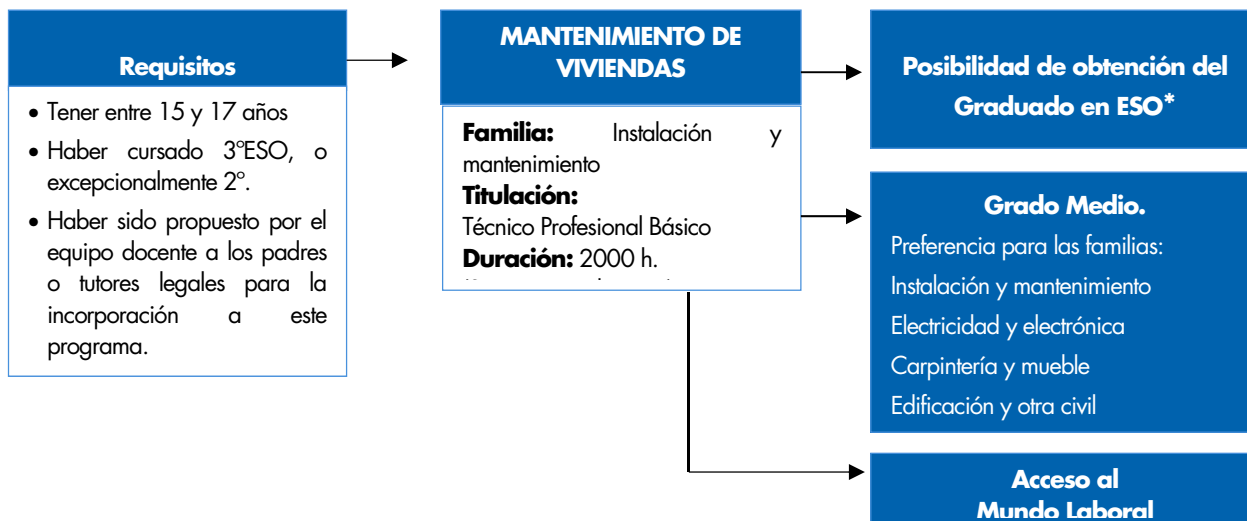 Requisitos
• Tener entre 15 y 17 años
• Haber cursado 3ºESO, o
excepcionalmente 2º.
• Haber sido propuesto por el
equipo docente a los padres
o tutores legales para la
incorporación a este
programa.
MANTENIMIENTO DE
VIVIENDAS
Familia: Instalación y
mantenimiento
Titulación:
Técnico Profesional Básico
Duración: 2000 h.
Posibilidad de obtención del
Graduado en ESO*
Grado Medio.
Preferencia para las familias:
Instalación y mantenimiento
Electricidad y electrónica
Carpintería y mueble
Edificación y otra civil
Acceso al
Mundo Laboral